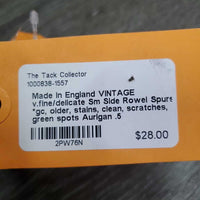 The Tack Collector
1000838-1557
Made In England VINTAGE
v.fine/delicate Sm Side Rowel Spurs
*gc, older, stains, clean, scratches,
green spots Aurigan .5
2PW76N
$28.00